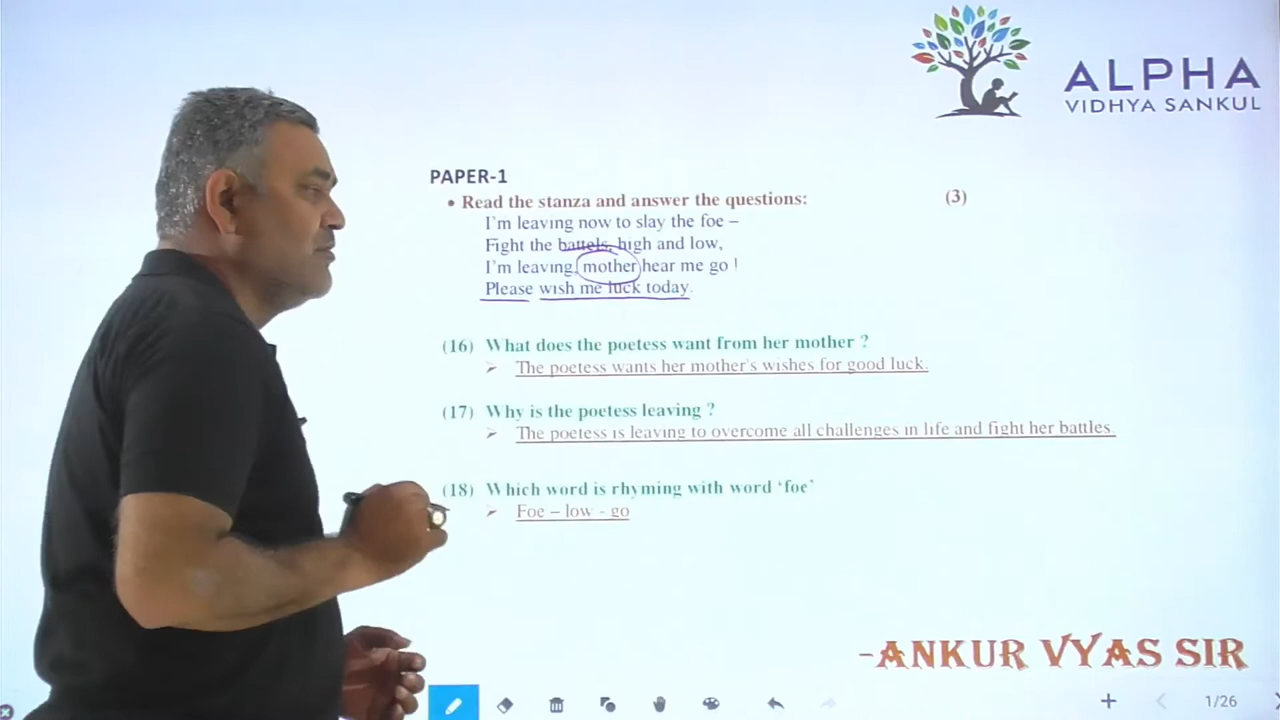 ALPHA
VIDHYA SANKUL
PAPER-1
• Read the stanza and answer the questions: (3)
I'm leaving now to slay the foe –
Fight the battels, high and low,
I'm leaving, mother hear me go !
Please wish me luck today.
(16) What does the poetess want from her mother ?
➢ The poetess wants her mother's wishes for good luck.
(17) Why is the poetess leaving ?
➢ The poetess is leaving to overcome all challenges in life and fight her battles.
(18) Which word is rhyming with word 'foe'
➢ Foe – low - go
-ANKUR VYAS SIR
1/26